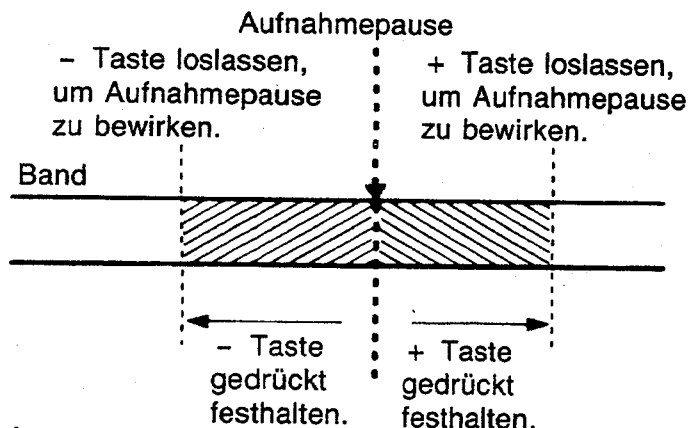 Aufnahmepause
– Taste loslassen,
um Aufnahmepause
zu bewirken.
+ Taste loslassen,
um Aufnahmepause
zu bewirken.
Band
– Taste
gedrückt
festhalten.
+ Taste
gedrückt
festhalten.